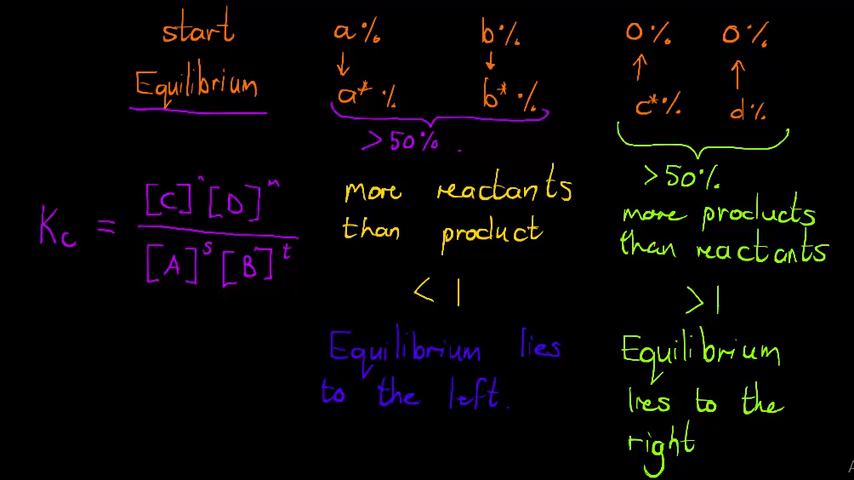 start a% b% 0% 0%
↓ ↓ ↑ ↑
Equilibrium a*% b*% c*% d%
>50%.
>50%
Kc = [C]ⁿ[D]ᵐ
[A]ˢ[B]ᵗ
more reactants
than product
< 1
Equilibrium lies
to the left.
more products
than reactants
>1
Equilibrium
lies to the
right